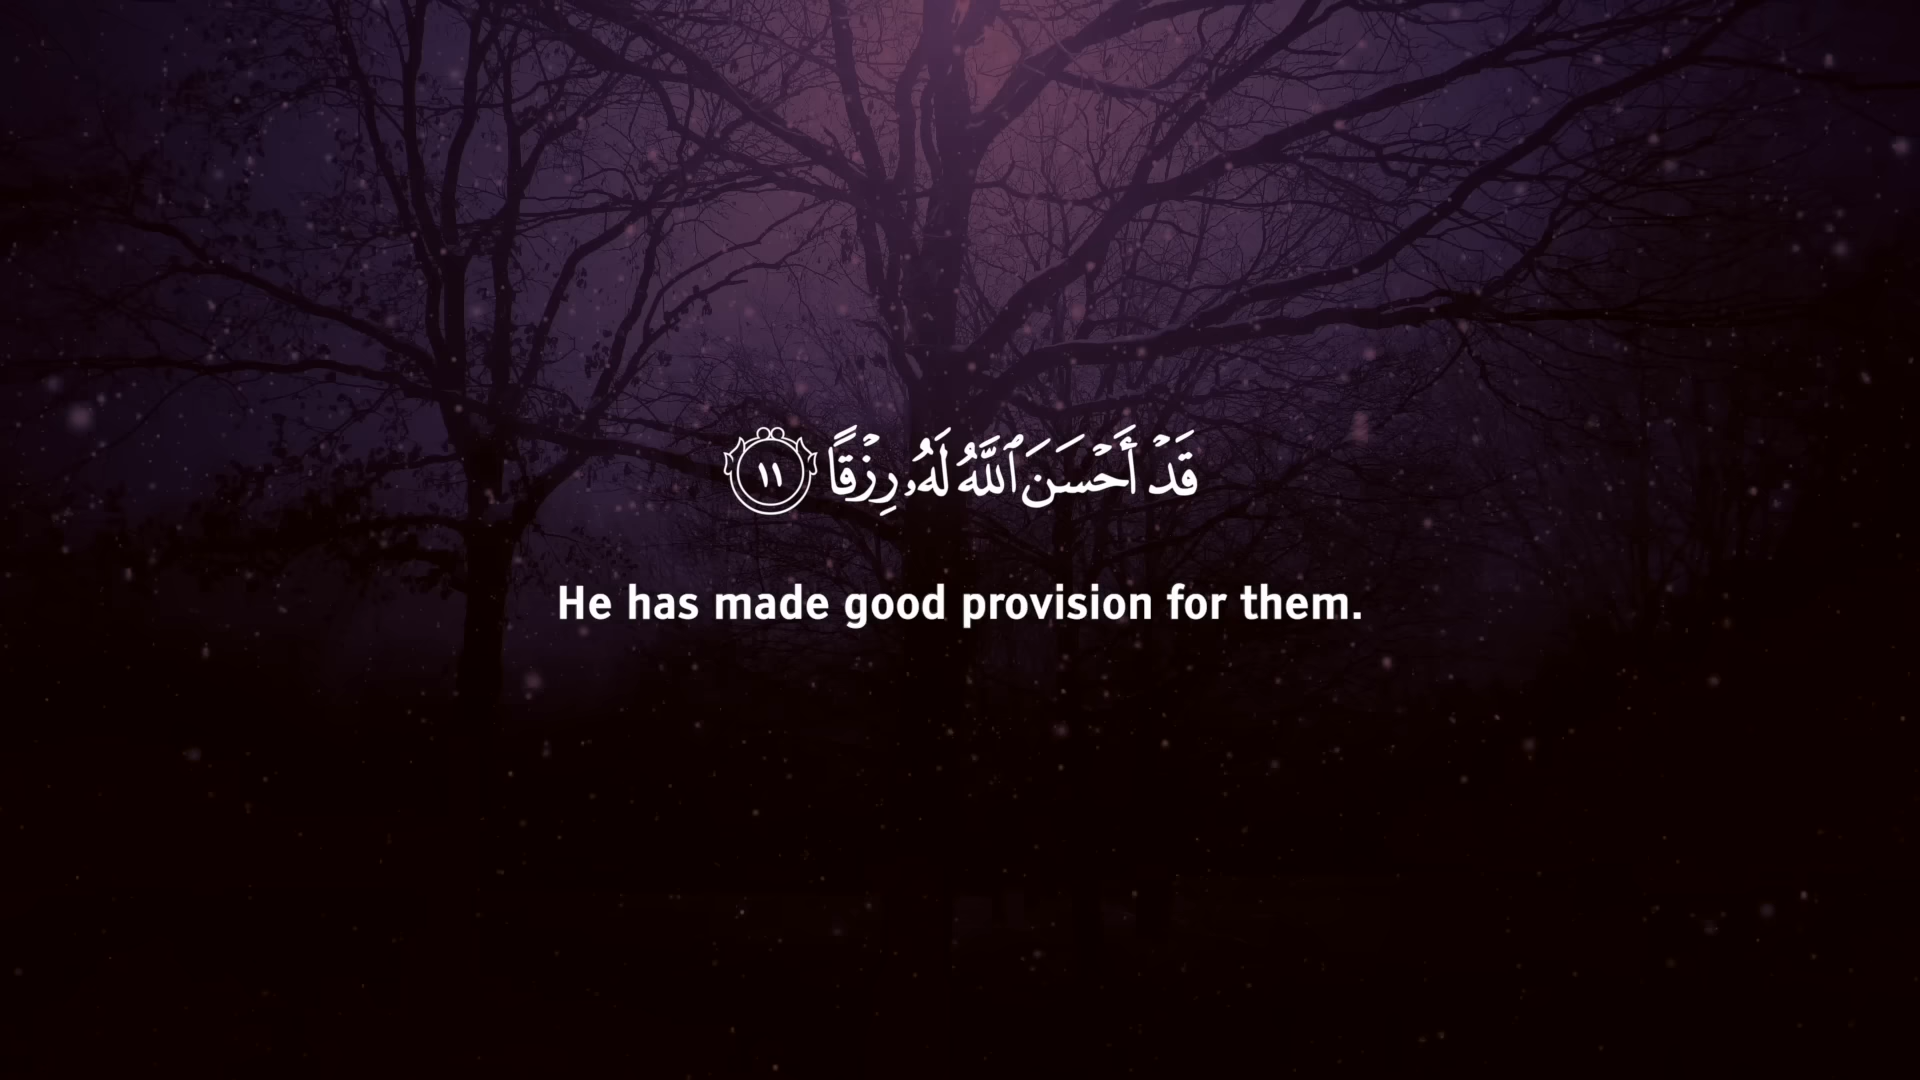 قَدْ أَحْسَنَ ٱللَّهُ لَهُۥ رِزْقًا ١١
He has made good provision for them.